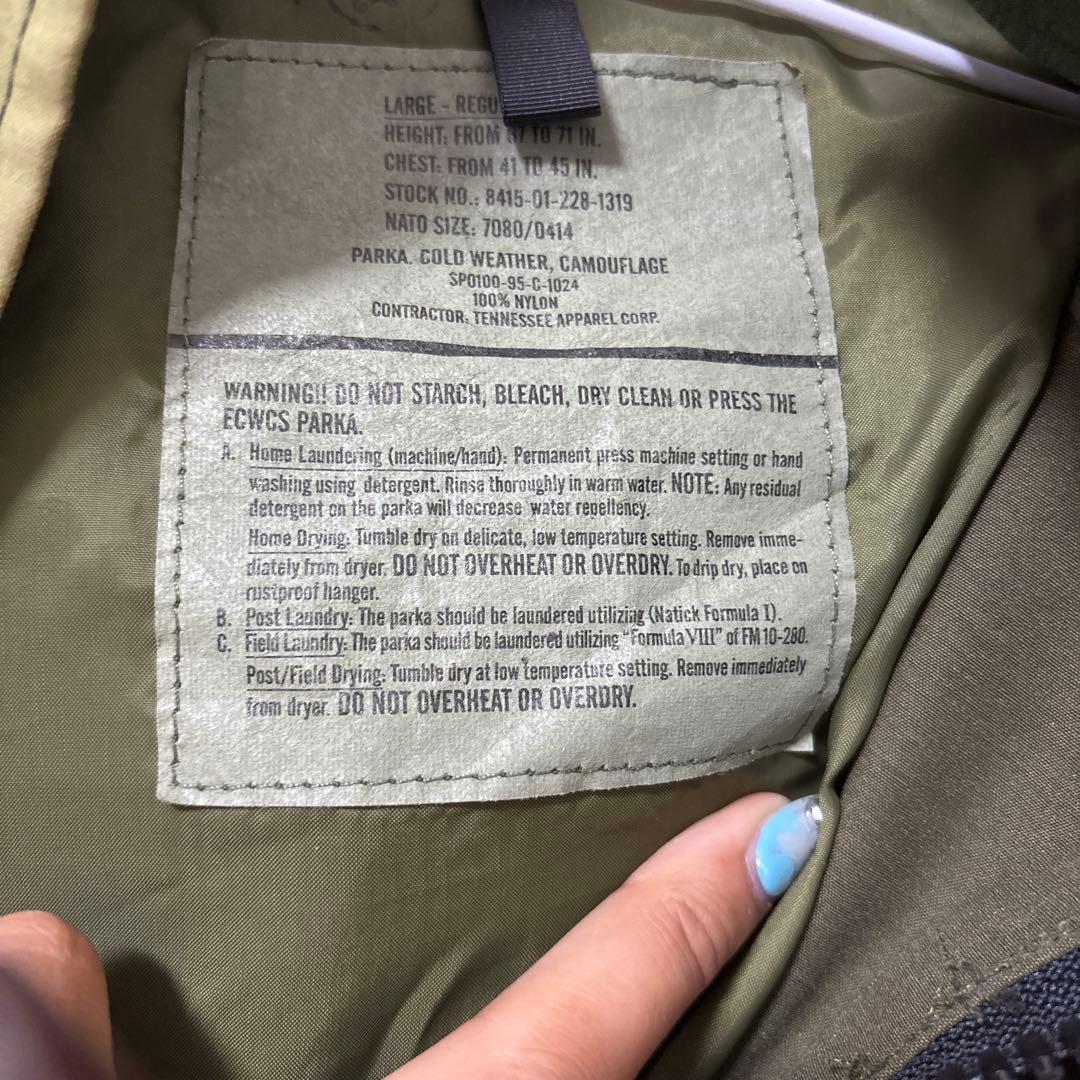 LARGE - REGU
HEIGHT: FROM 67 TO 71 IN.
CHEST: FROM 41 TO 45 IN.
STOCK NO.: 8415-01-228-1319
NATO SIZE: 7080/0414
PARKA. COLD WEATHER, CAMOUFLAGE
SP0100-95-C-1024
100% NYLON
CONTRACTOR: TENNESSEE APPAREL CORP.
WARNING!! DO NOT STARCH, BLEACH, DRY CLEAN OR PRESS THE
ECWCS PARKA.
A. Home Laundering (machine/hand): Permanent press machine setting or hand
washing using detergent. Rinse thoroughly in warm water. NOTE: Any residual
detergent on the parka will decrease water repellency.
Home Drying: Tumble dry on delicate, low temperature setting. Remove imme-
diately from dryer. DO NOT OVERHEAT OR OVERDRY. To drip dry, place on
rustproof hanger.
B. Post Laundry: The parka should be laundered utilizing (Natick Formula I).
C. Field Laundry: The parka should be laundered utilizing "Formula VIII" of FM 10-280.
Post/Field Drying: Tumble dry at low temperature setting. Remove immediately
from dryer. DO NOT OVERHEAT OR OVERDRY.